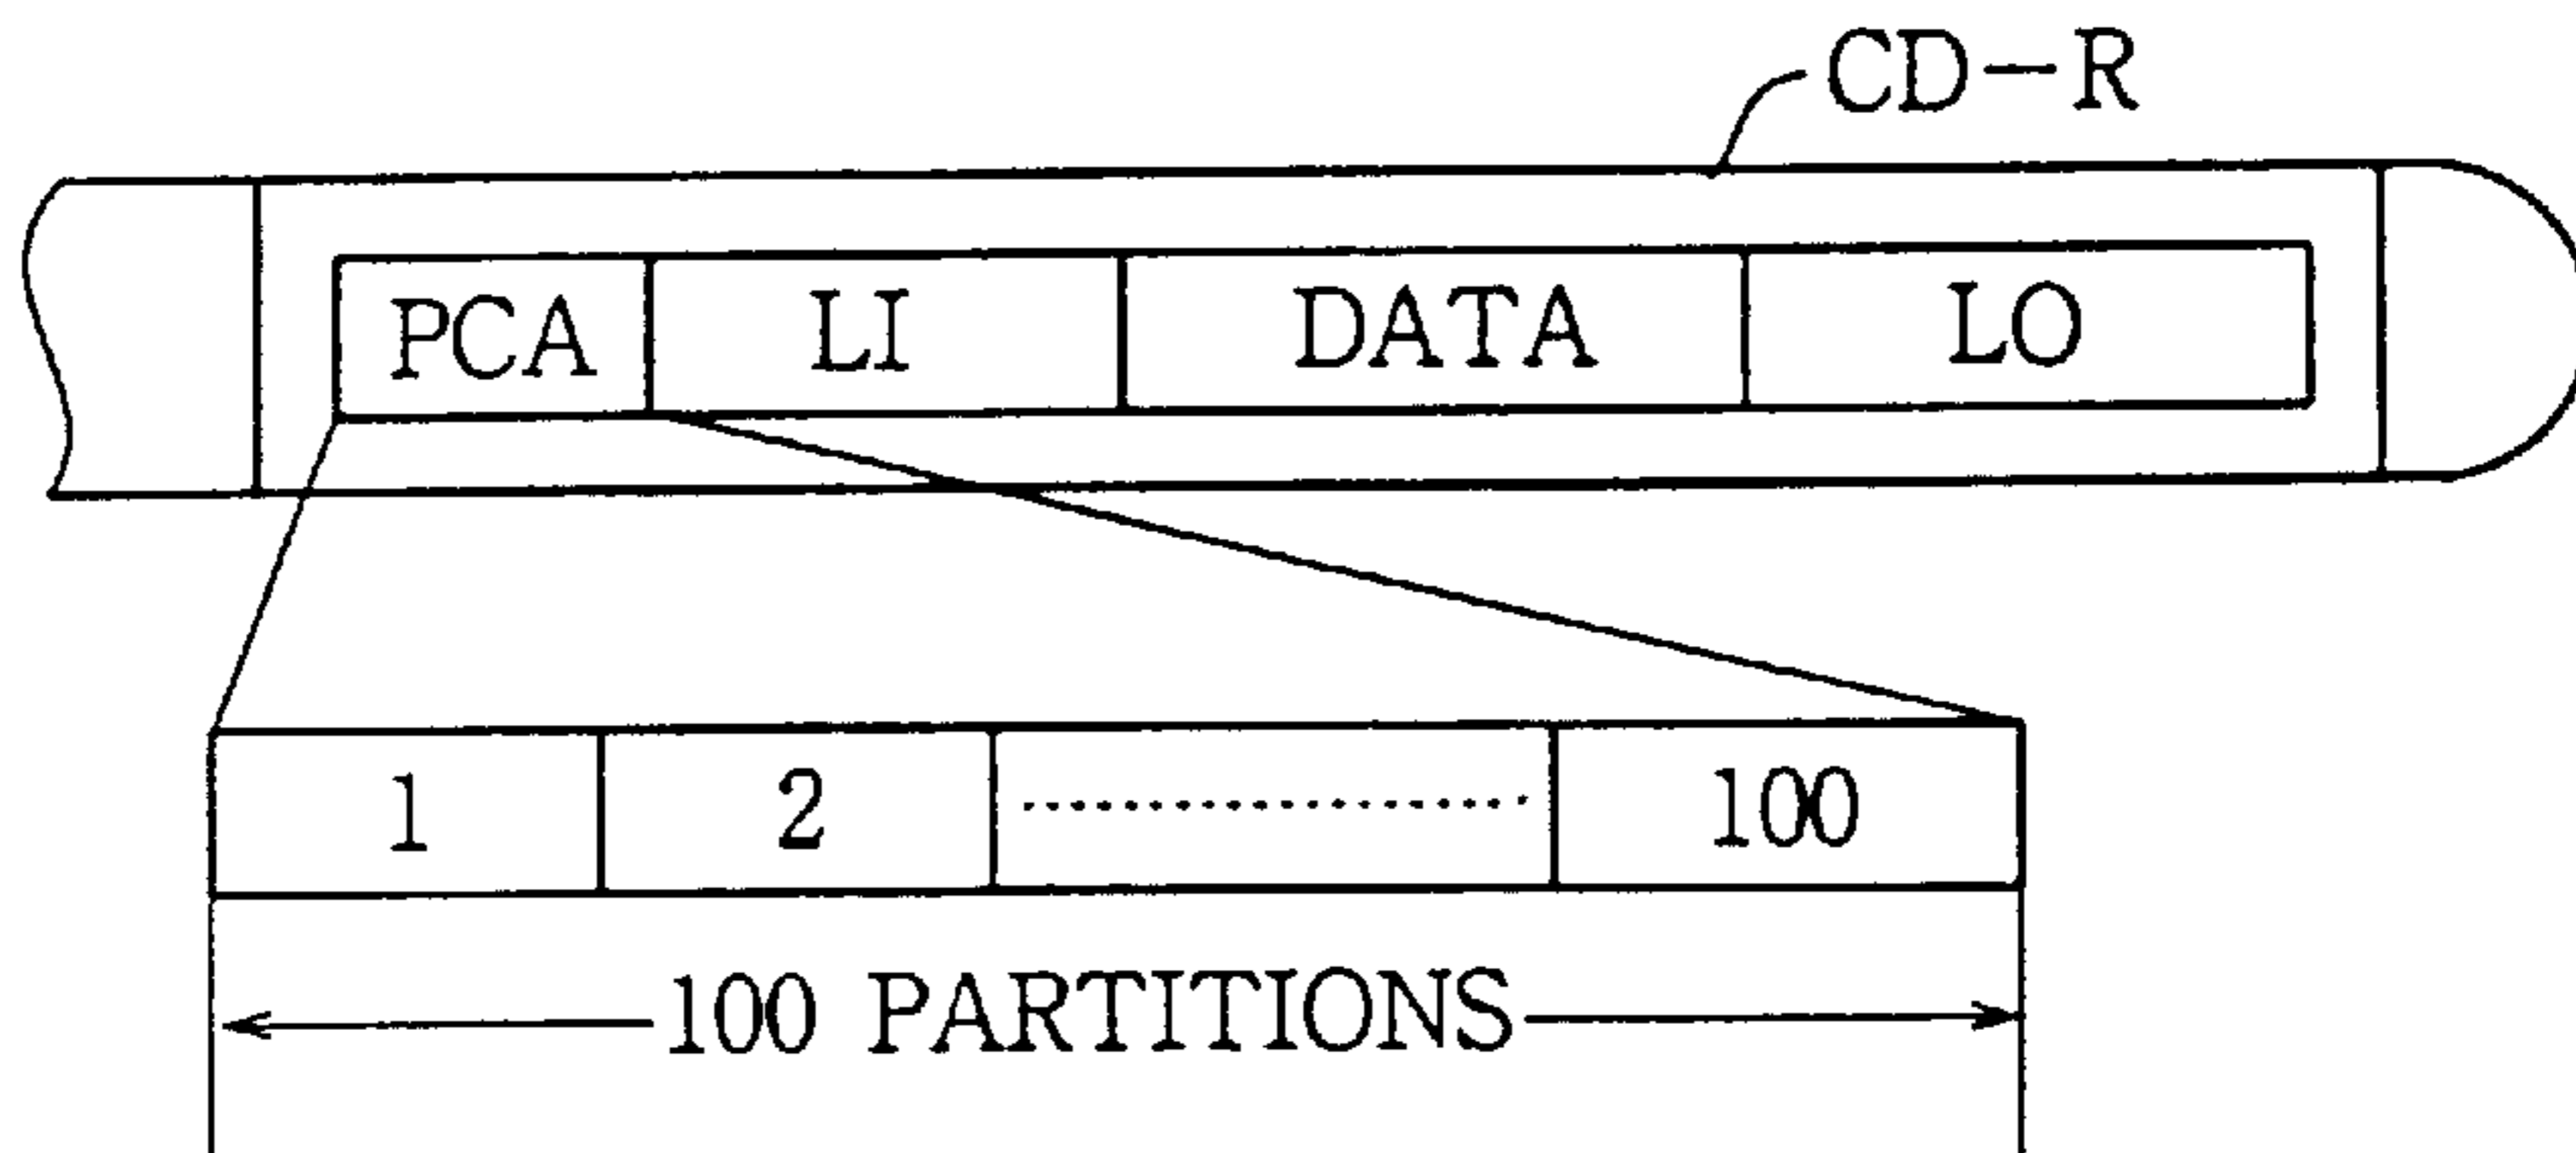 CD-R
PCA LI DATA LO
1 2 .................... 100
100 PARTITIONS